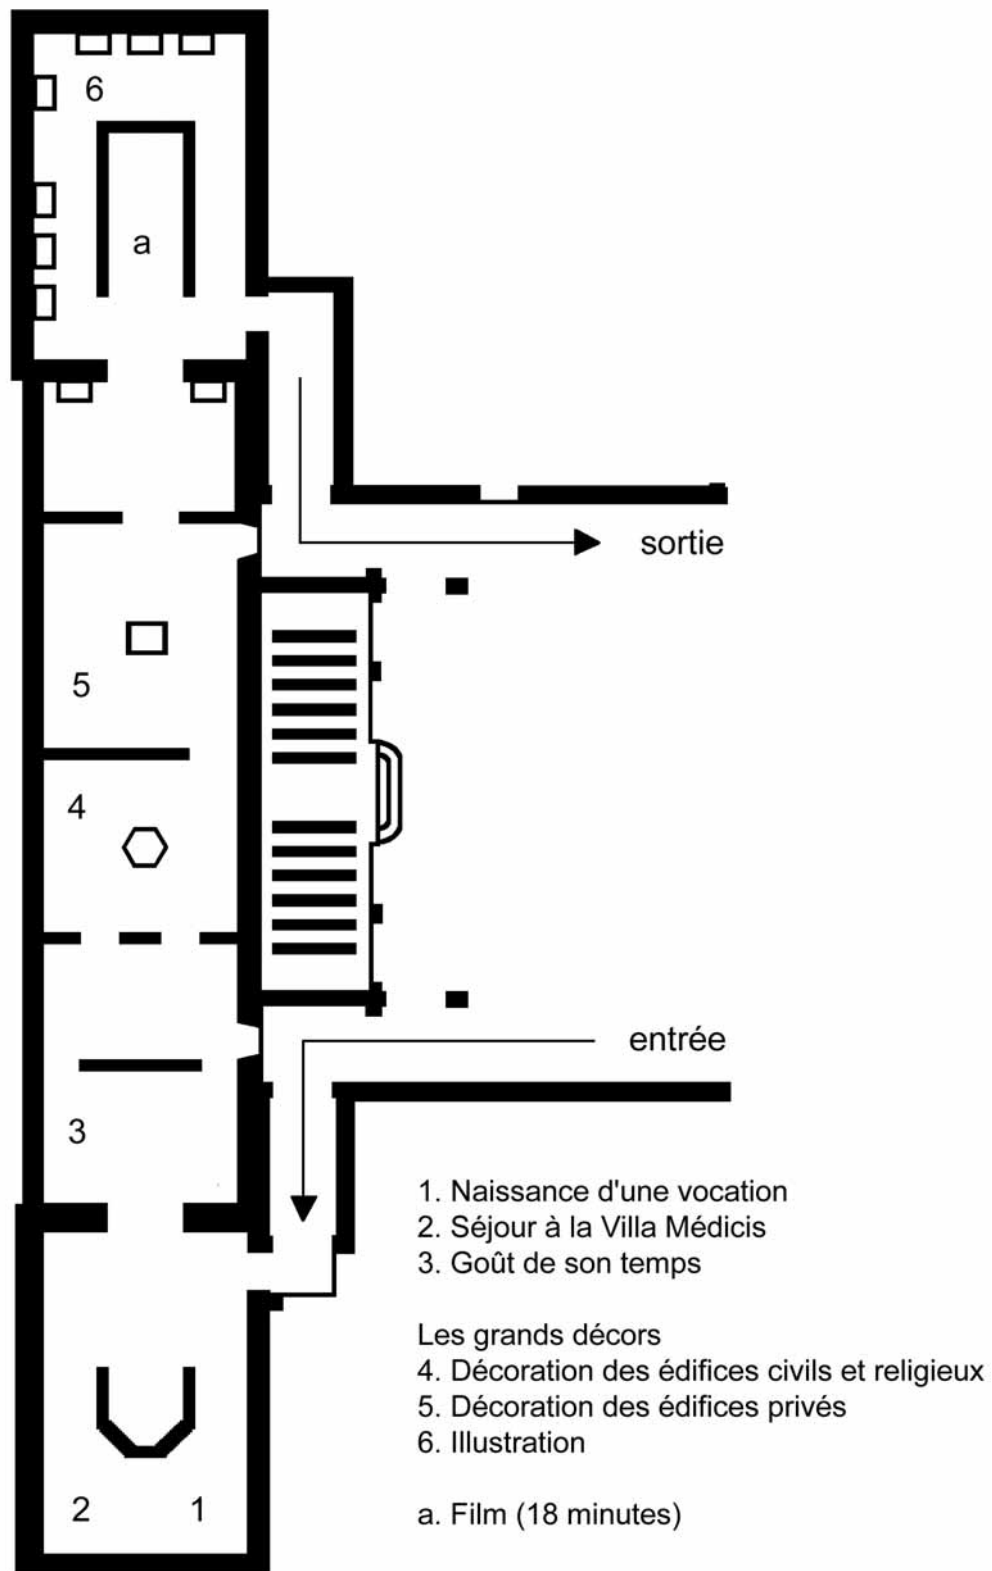 6
a
sortie
5
4
entrée
3
1. Naissance d'une vocation
2. Séjour à la Villa Médicis
3. Goût de son temps
Les grands décors
4. Décoration des édifices civils et religieux
5. Décoration des édifices privés
6. Illustration
a. Film (18 minutes)
2 1